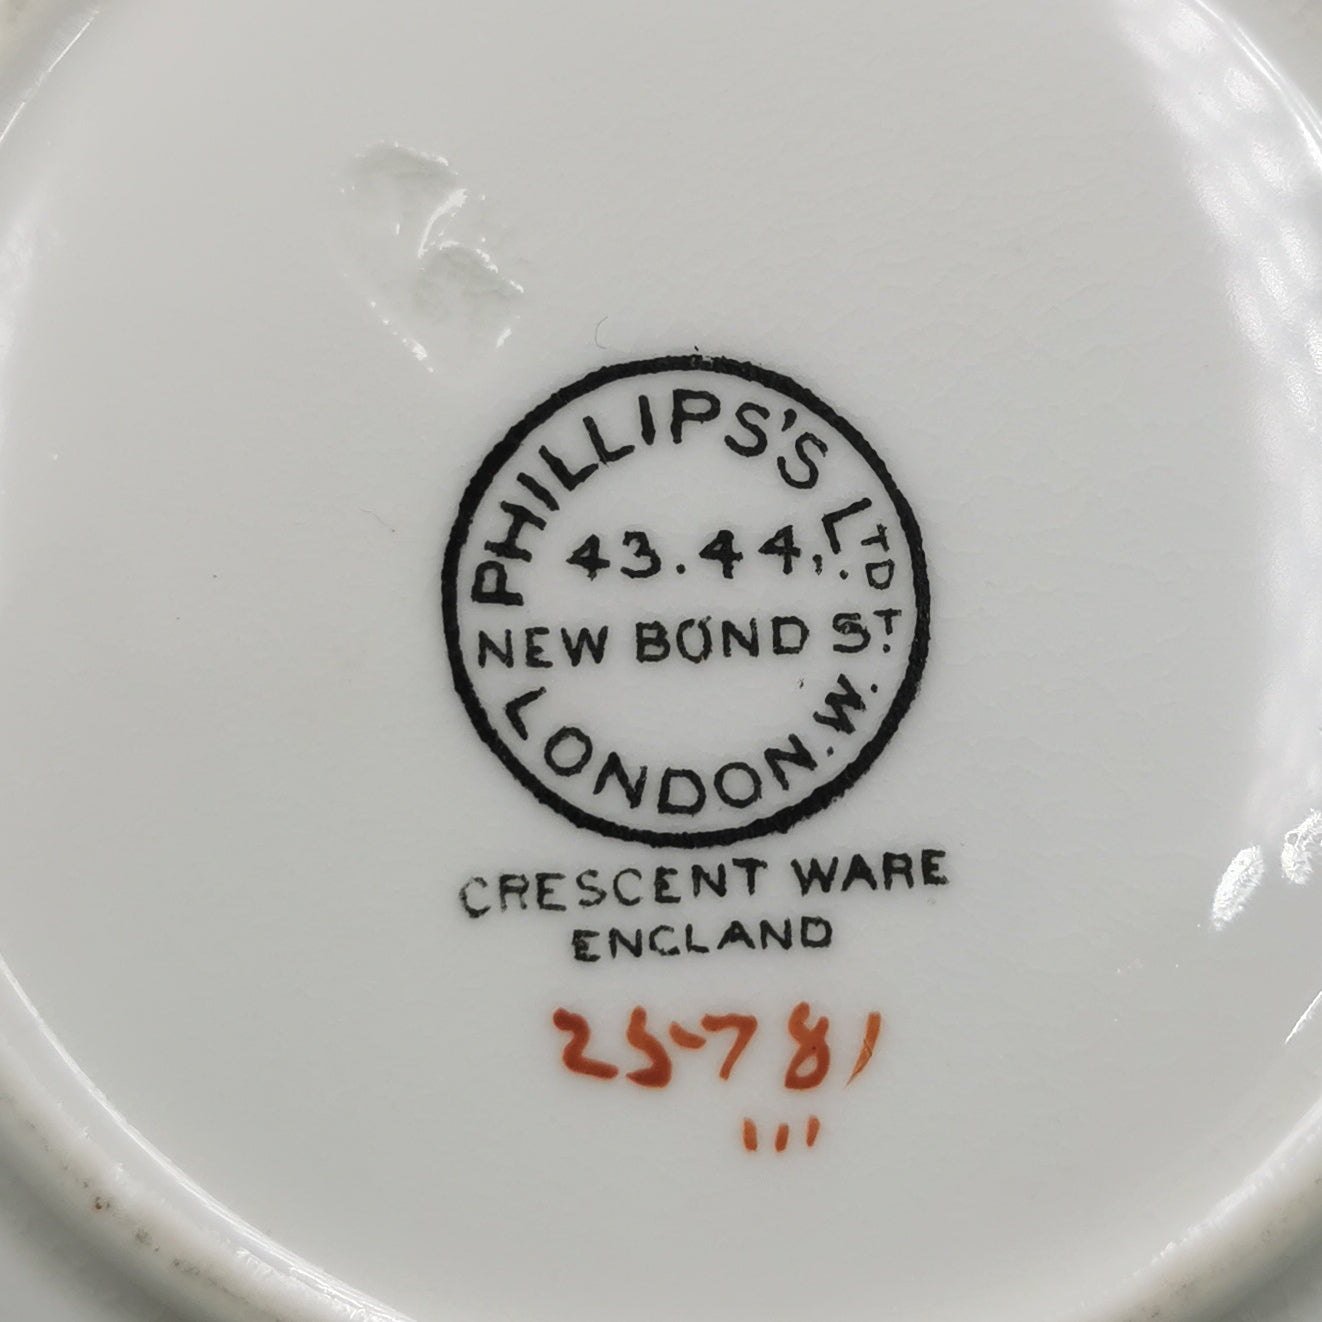 PHILLIPS'S LTD
43.44,
NEW BOND ST
LONDON.W.
CRESCENT WARE
ENGLAND
25781